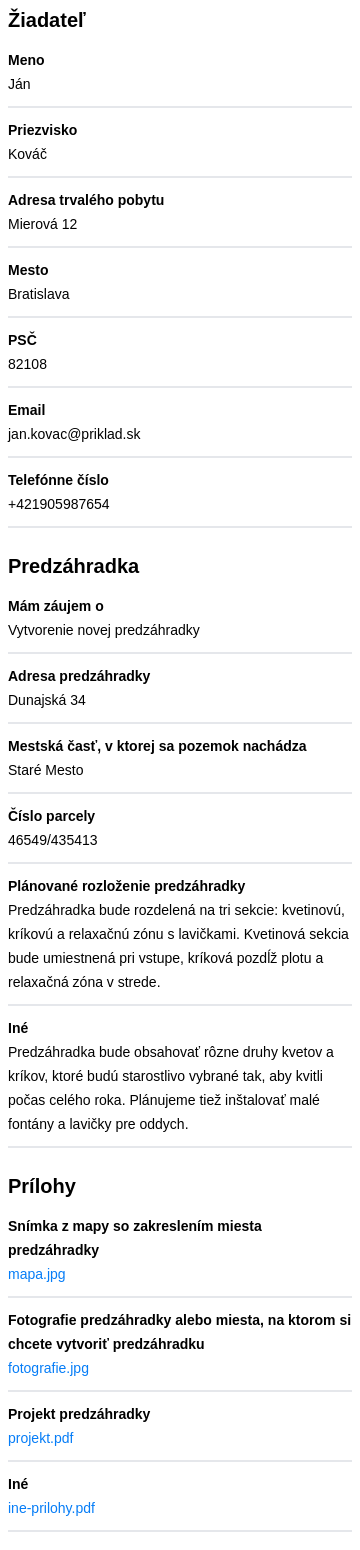 Žiadateľ
Meno
Ján
Priezvisko
Kováč
Adresa trvalého pobytu
Mierová 12
Mesto
Bratislava
PSČ
82108
Email
jan.kovac@priklad.sk
Telefónne číslo
+421905987654
Predzáhradka
Mám záujem o
Vytvorenie novej predzáhradky
Adresa predzáhradky
Dunajská 34
Mestská časť, v ktorej sa pozemok nachádza
Staré Mesto
Číslo parcely
46549/435413
Plánované rozloženie predzáhradky
Predzáhradka bude rozdelená na tri sekcie: kvetinovú,
kríkovú a relaxačnú zónu s lavičkami. Kvetinová sekcia
bude umiestnená pri vstupe, kríková pozdĺž plotu a
relaxačná zóna v strede.
Iné
Predzáhradka bude obsahovať rôzne druhy kvetov a
kríkov, ktoré budú starostlivo vybrané tak, aby kvitli
počas celého roka. Plánujeme tiež inštalovať malé
fontány a lavičky pre oddych.
Prílohy
Snímka z mapy so zakreslením miesta
predzáhradky
mapa.jpg
Fotografie predzáhradky alebo miesta, na ktorom si
chcete vytvoriť predzáhradku
fotografie.jpg
Projekt predzáhradky
projekt.pdf
Iné
ine-prilohy.pdf